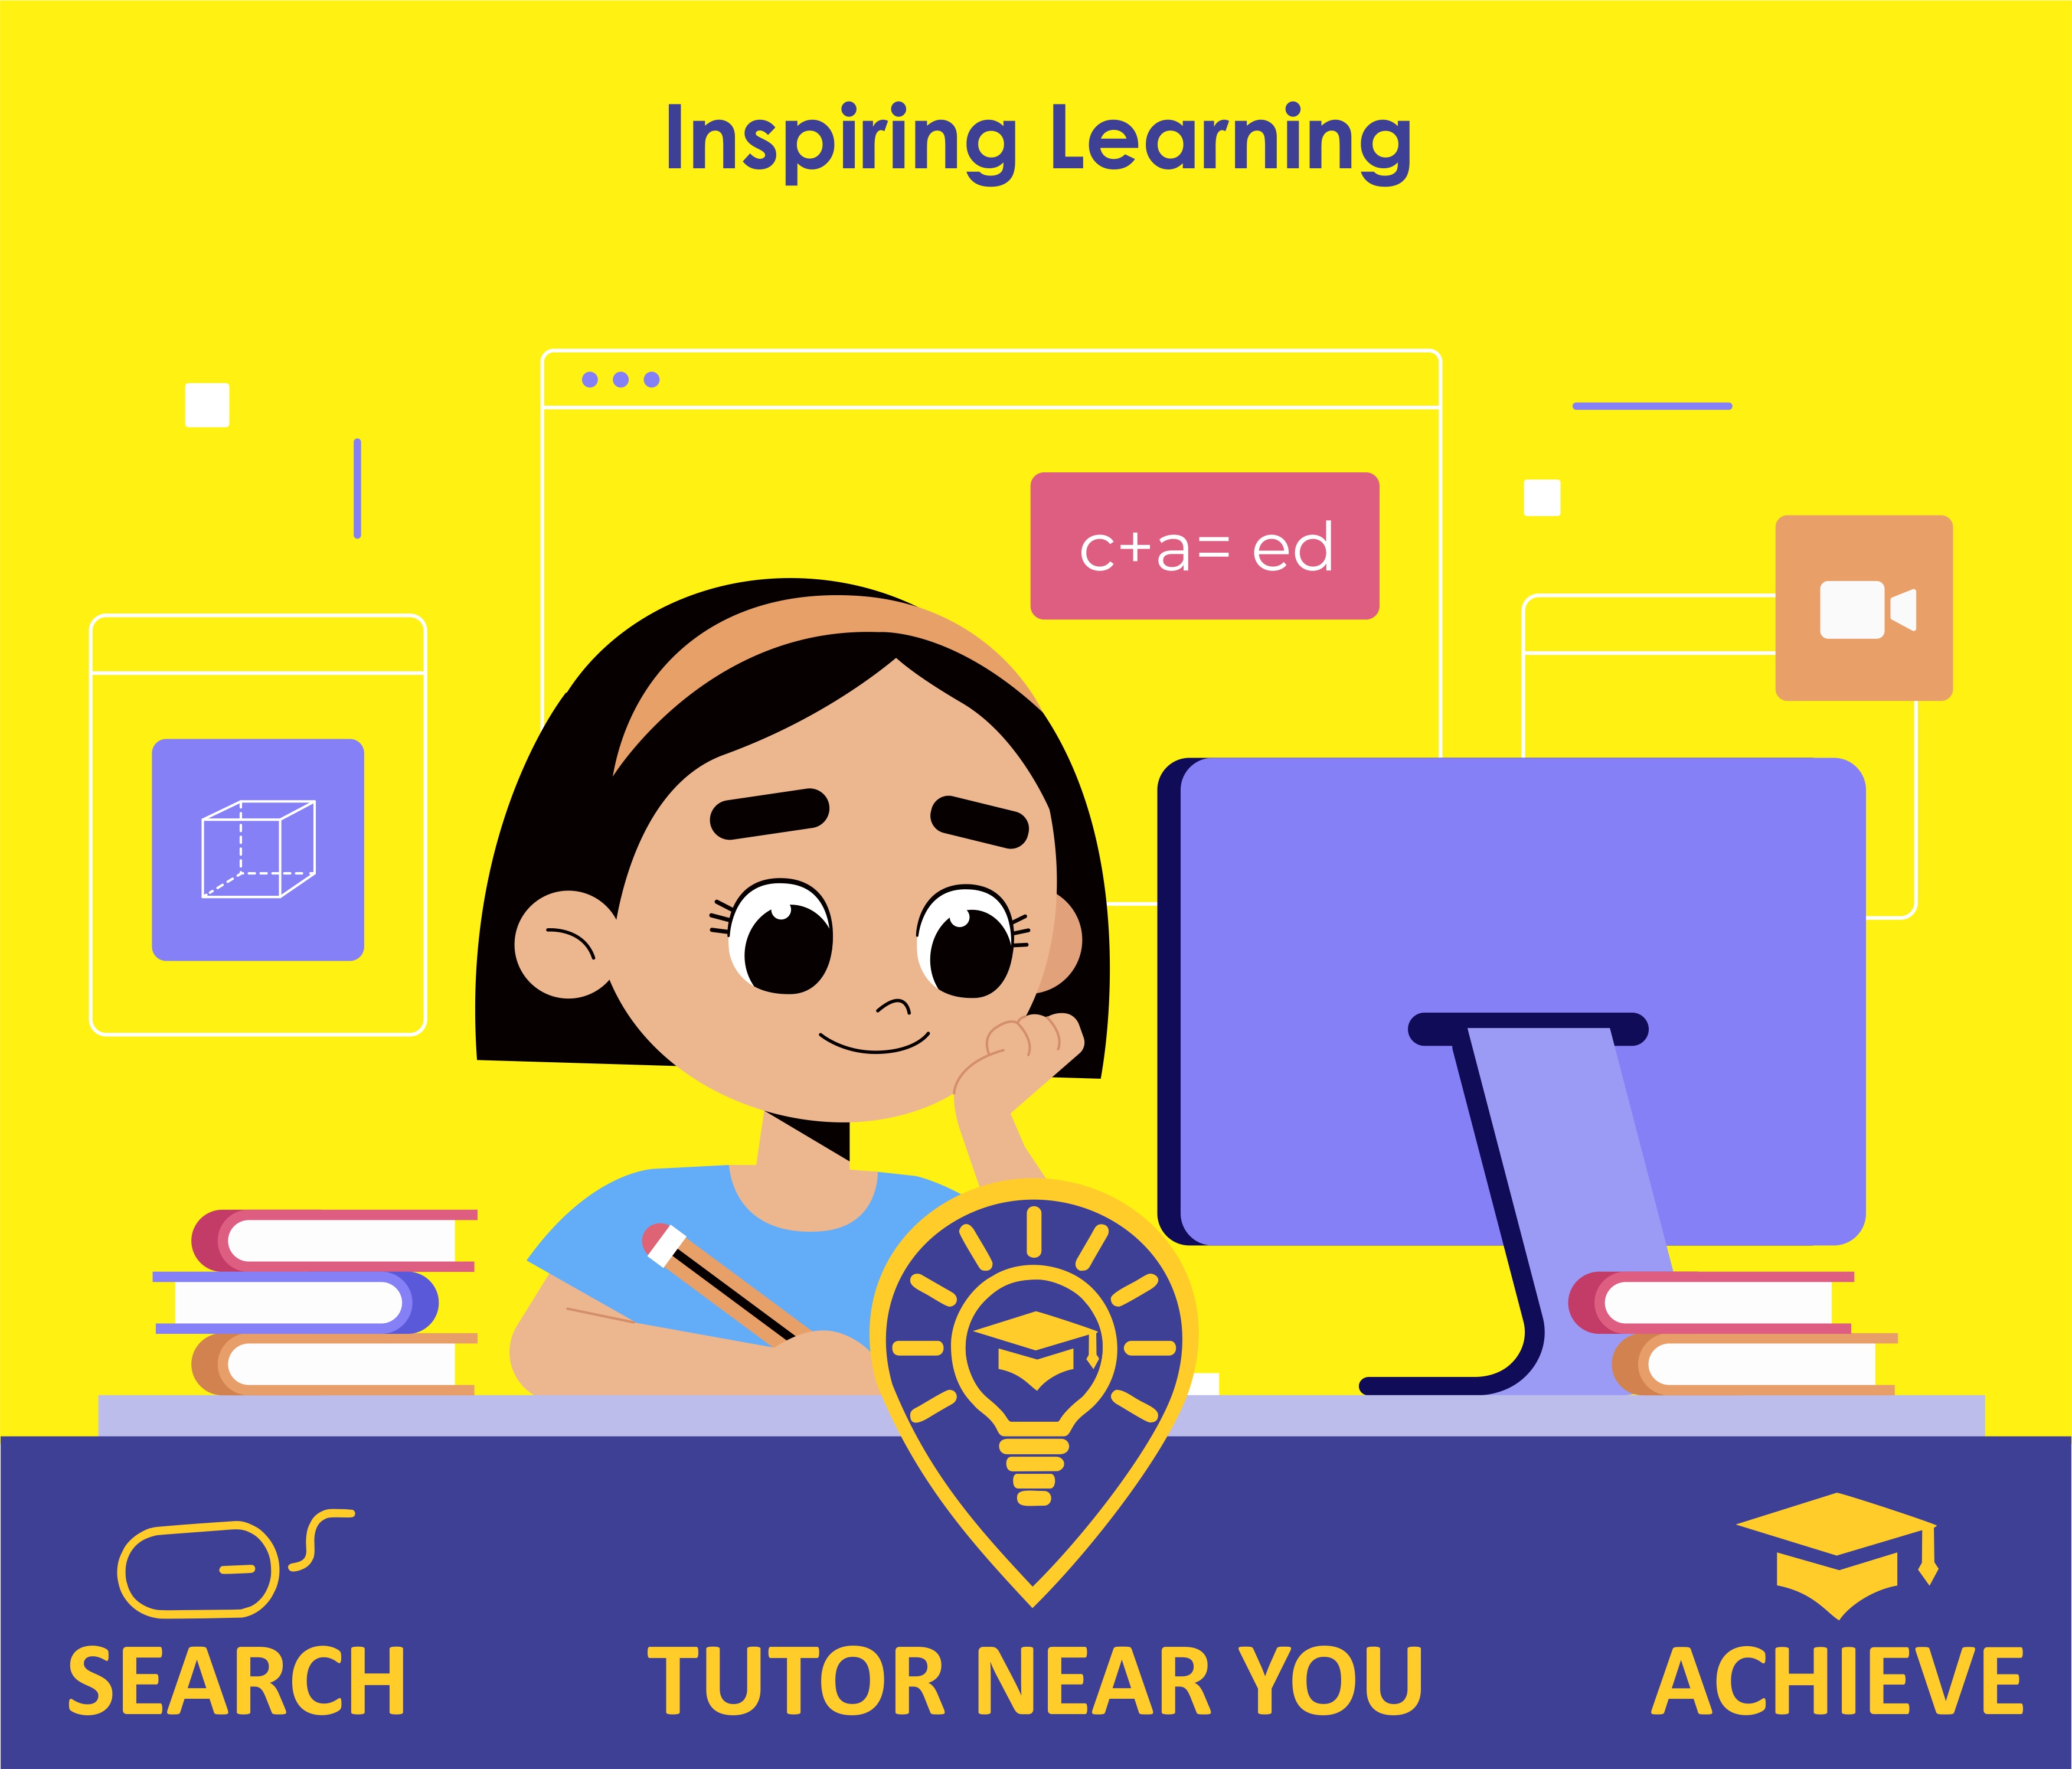 Inspiring Learning
c+a= ed
SEARCH
TUTOR NEAR YOU
ACHIEVE